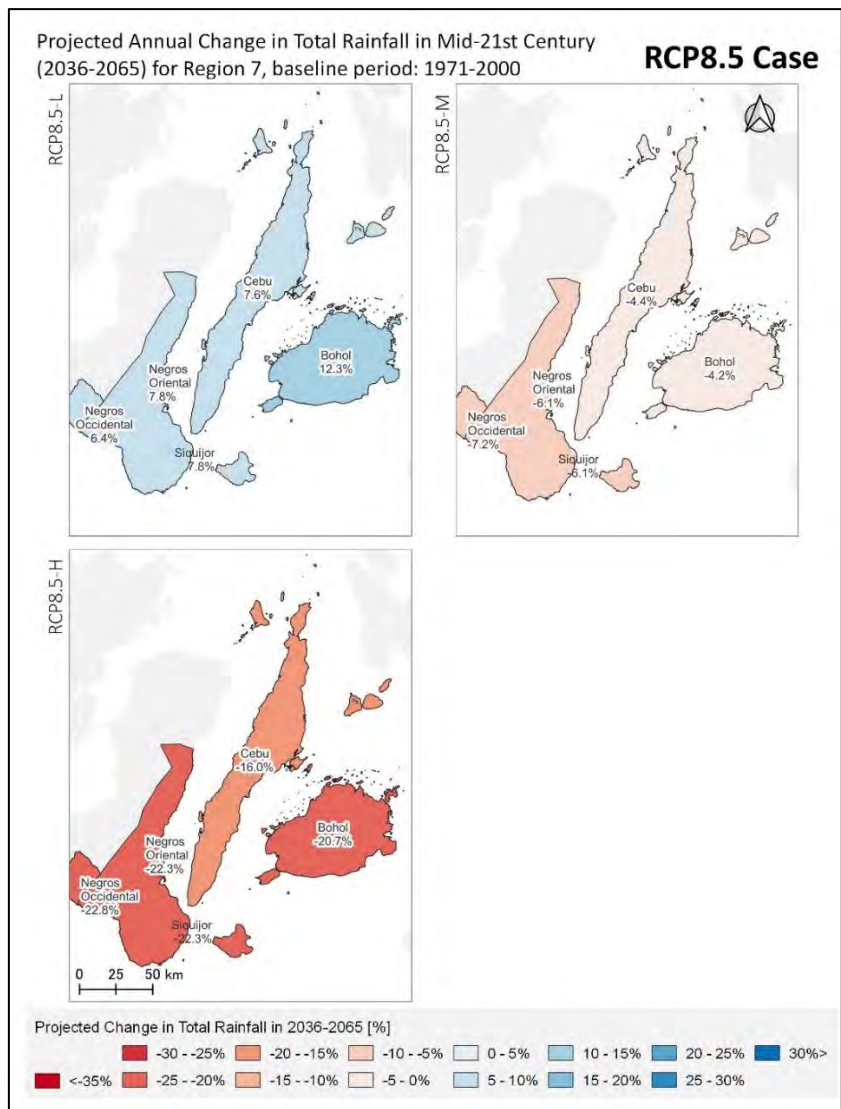 Projected Annual Change in Total Rainfall in Mid-21st Century
(2036-2065) for Region 7, baseline period: 1971-2000
RCP8.5 Case
RCP8.5-L
Cebu
7.6%
Bohol
12.3%
Negros
Oriental
7.8%
Negros
Occidental
6.4%
Siquijor
7.8%
RCP8.5-M
Cebu
-4.4%
Bohol
-4.2%
Negros
Oriental
-6.1%
Negros
Occidental
-7.2%
Siquijor
-6.1%
RCP8.5-H
Cebu
-16.0%
Bohol
-20.7%
Negros
Oriental
-22.3%
Negros
Occidental
-22.8%
Siquijor
-22.3%
0 25 50 km
Projected Change in Total Rainfall in 2036-2065 [%]
-30 - -25% -20 - -15% -10 - -5% 0 - 5% 10 - 15% 20 - 25% 30%>
<-35% -25 - -20% -15 - -10% -5 - 0% 5 - 10% 15 - 20% 25 - 30%